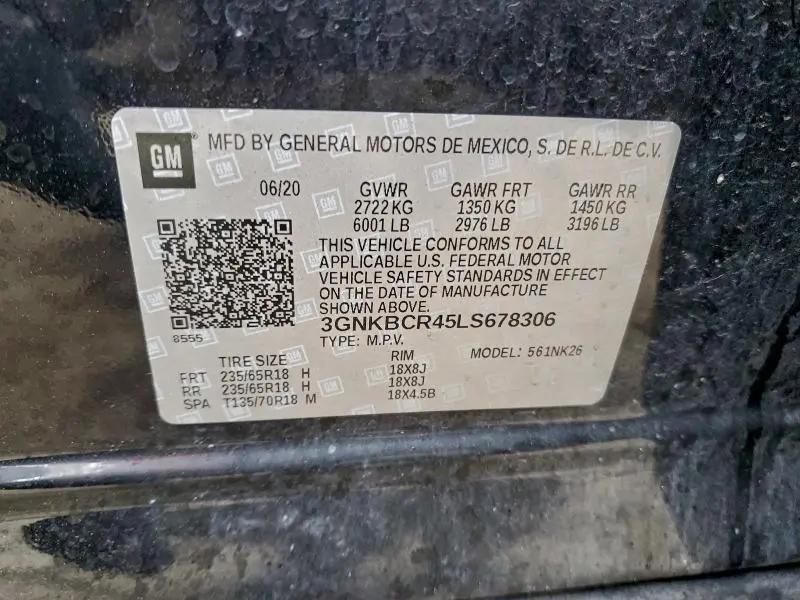 GM MFD BY GENERAL MOTORS DE MEXICO, S. DE R.L. DE C.V.
06/20 GVWR GAWR FRT GAWR RR
2722 KG 1350 KG 1450 KG
6001 LB 2976 LB 3196 LB
THIS VEHICLE CONFORMS TO ALL
APPLICABLE U.S. FEDERAL MOTOR
VEHICLE SAFETY STANDARDS IN EFFECT
ON THE DATE OF MANUFACTURE
SHOWN ABOVE.
3GNKBCR45LS678306
8555
TYPE: M.P.V. MODEL: 561NK26
TIRE SIZE RIM
FRT 235/65R18 H 18X8J
RR 235/65R18 H 18X8J
SPA T135/70R18 M 18X4.5B